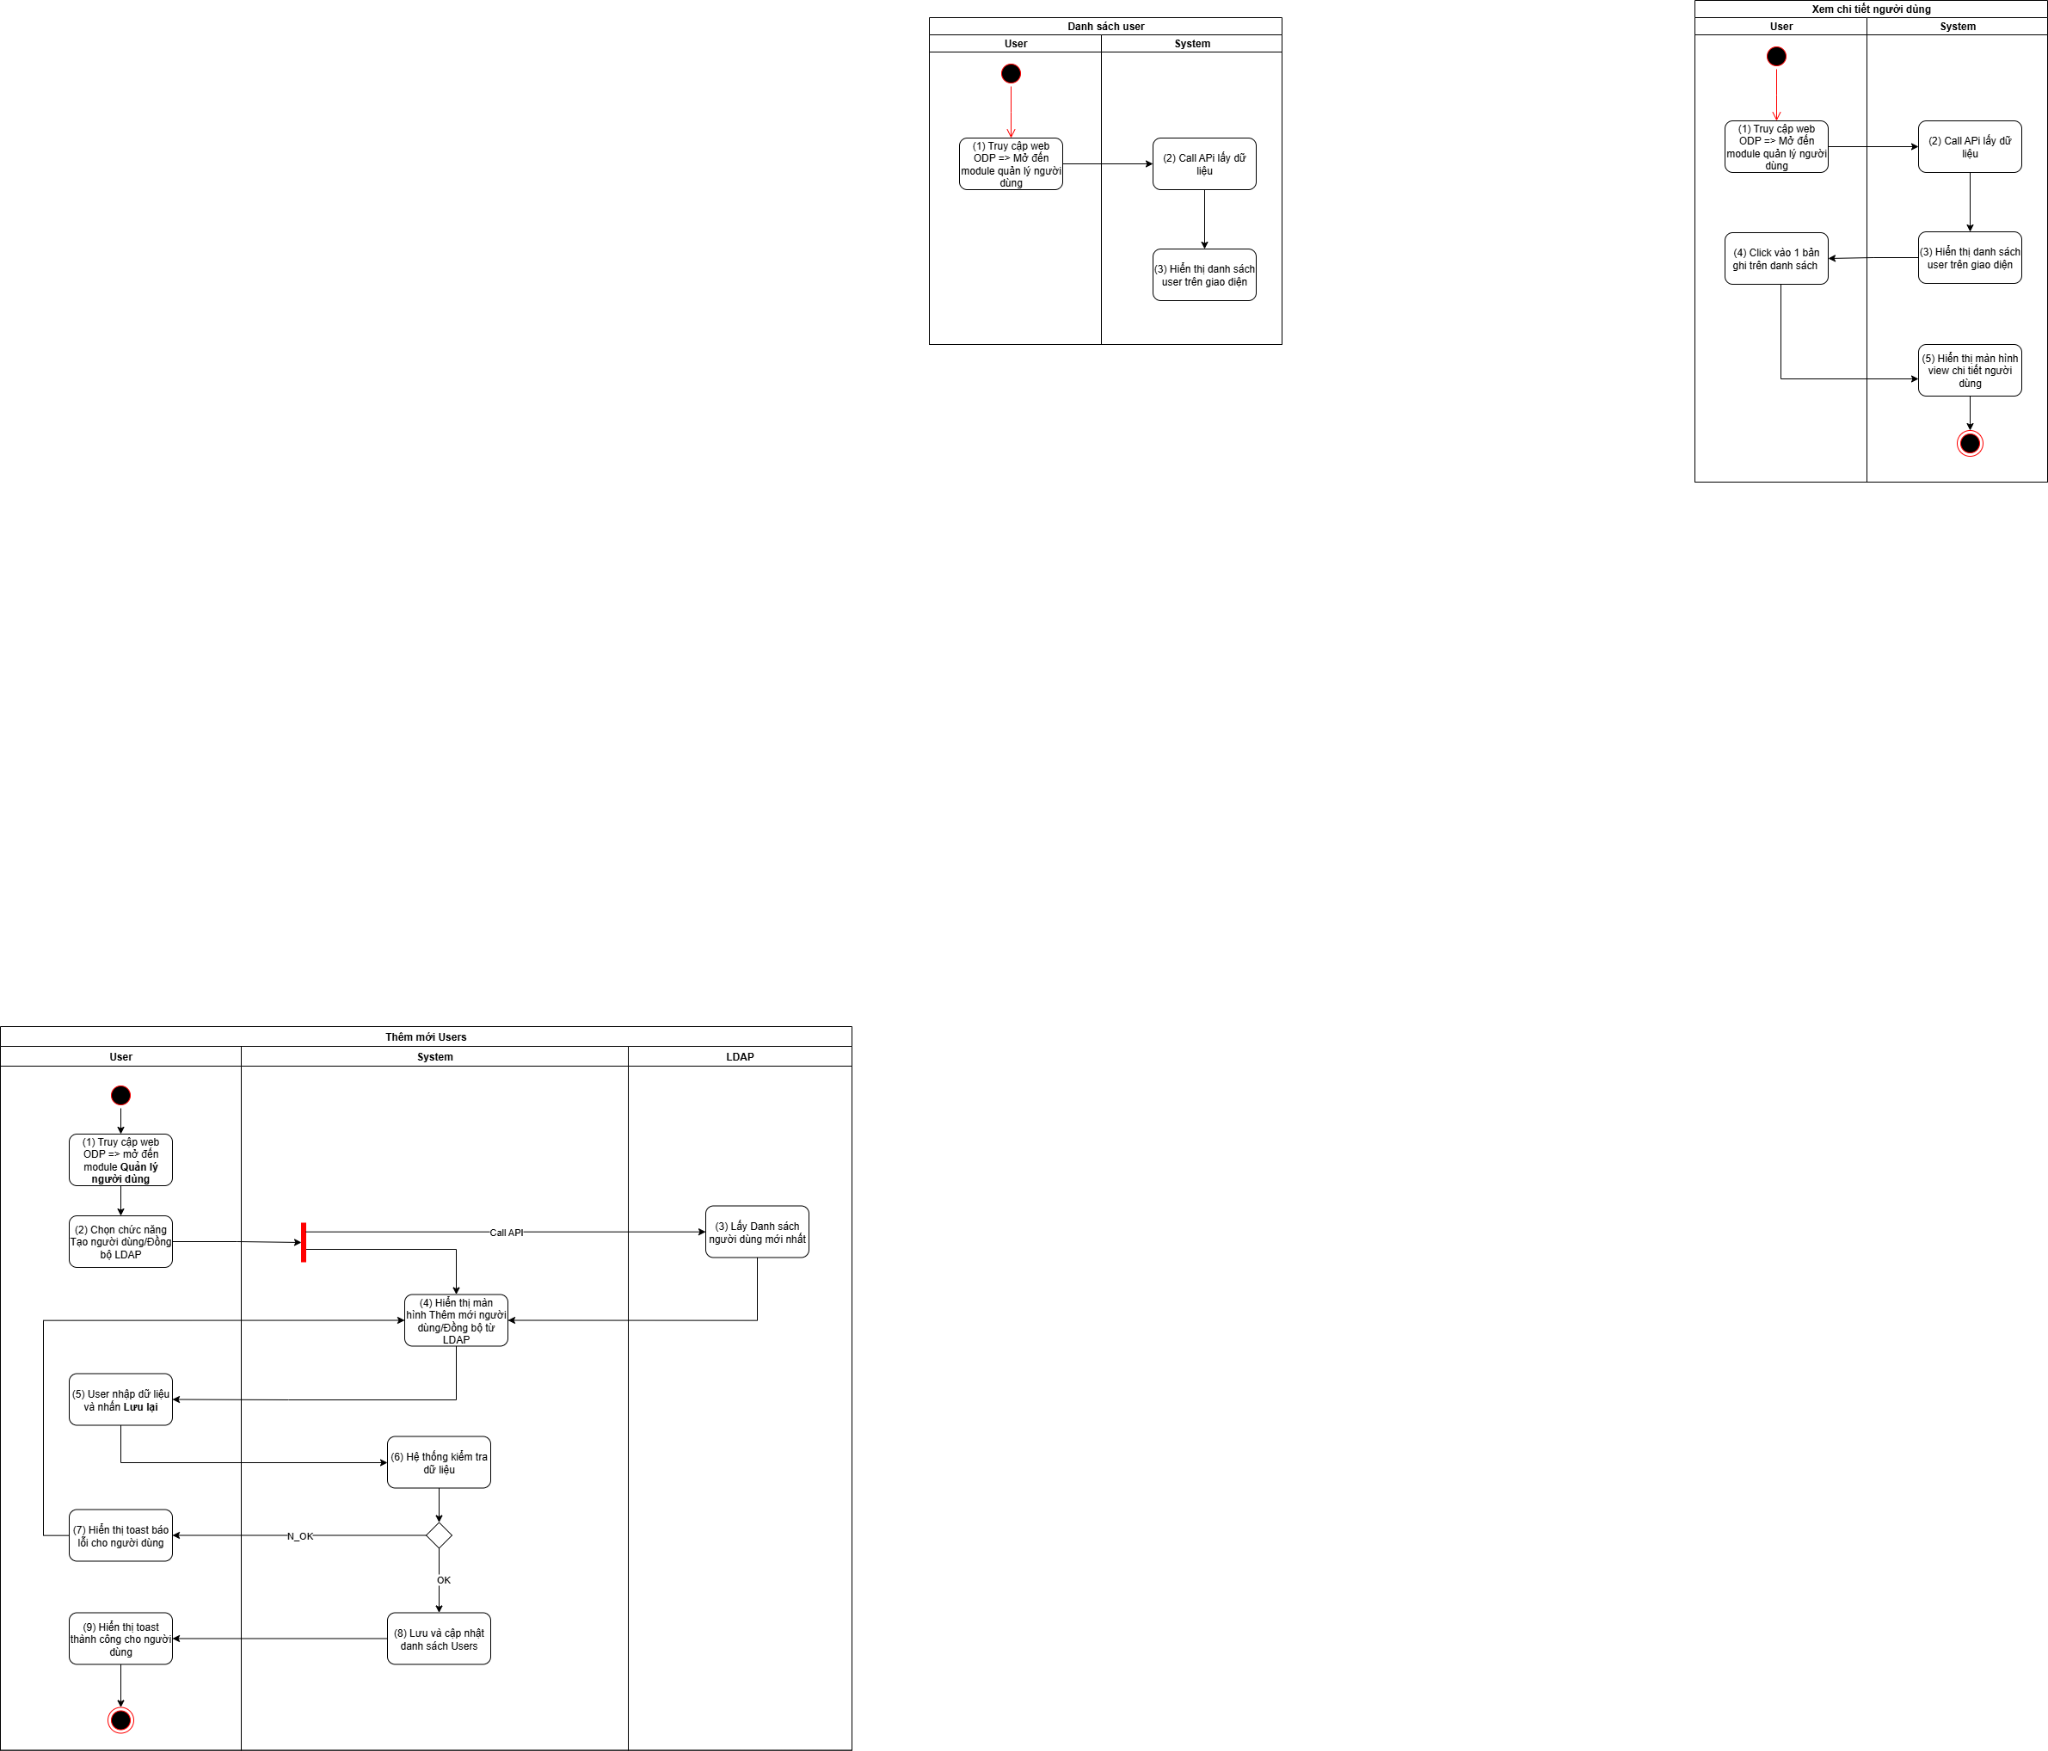 Danh sách user
User
System
(1) Truy cập web
ODP => Mở đến
module quản lý người
dùng
(2) Call APi lấy dữ
liệu
(3) Hiển thị danh sách
user trên giao diện
Xem chi tiết người dùng
User
System
(1) Truy cập web
ODP => Mở đến
module quản lý người
dùng
(2) Call APi lấy dữ
liệu
(3) Hiển thị danh sách
user trên giao diện
(4) Click vào 1 bản
ghi trên danh sách
(5) Hiển thị màn hình
view chi tiết người
dùng
Thêm mới Users
User
System
LDAP
(1) Truy cập web
ODP => mở đến
module Quản lý
người dùng
(2) Chọn chức năng
Tạo người dùng/Đồng
bộ LDAP
Call API
(3) Lấy Danh sách
người dùng mới nhất
(4) Hiển thị màn
hình Thêm mới người
dùng/Đồng bộ từ
LDAP
(5) User nhập dữ liệu
và nhấn Lưu lại
(6) Hệ thống kiểm tra
dữ liệu
(7) Hiển thị toast báo
lỗi cho người dùng
N_OK
OK
(8) Lưu và cập nhật
danh sách Users
(9) Hiển thị toast
thành công cho người
dùng